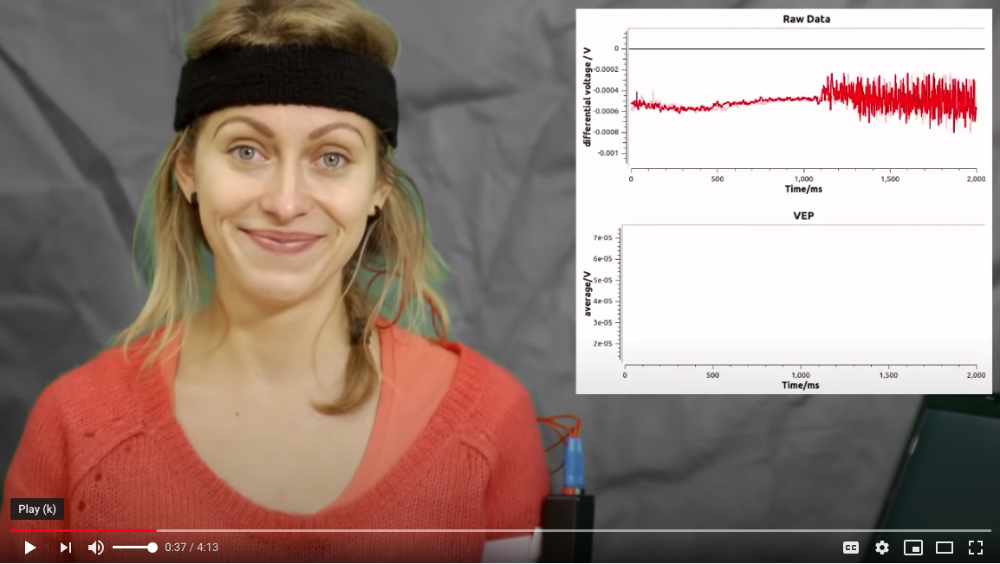 Raw Data
differential voltage / V
0
-0.0002
-0.0004
-0.0006
-0.0008
-0.001
0 500 1,000 1,500 2,000
Time/ms
VEP
average/V
7e-05
6e-05
5e-05
4e-05
3e-05
2e-05
0 500 1,000 1,500 2,000
Time/ms
Play (k)
0:37 / 4:13
CC